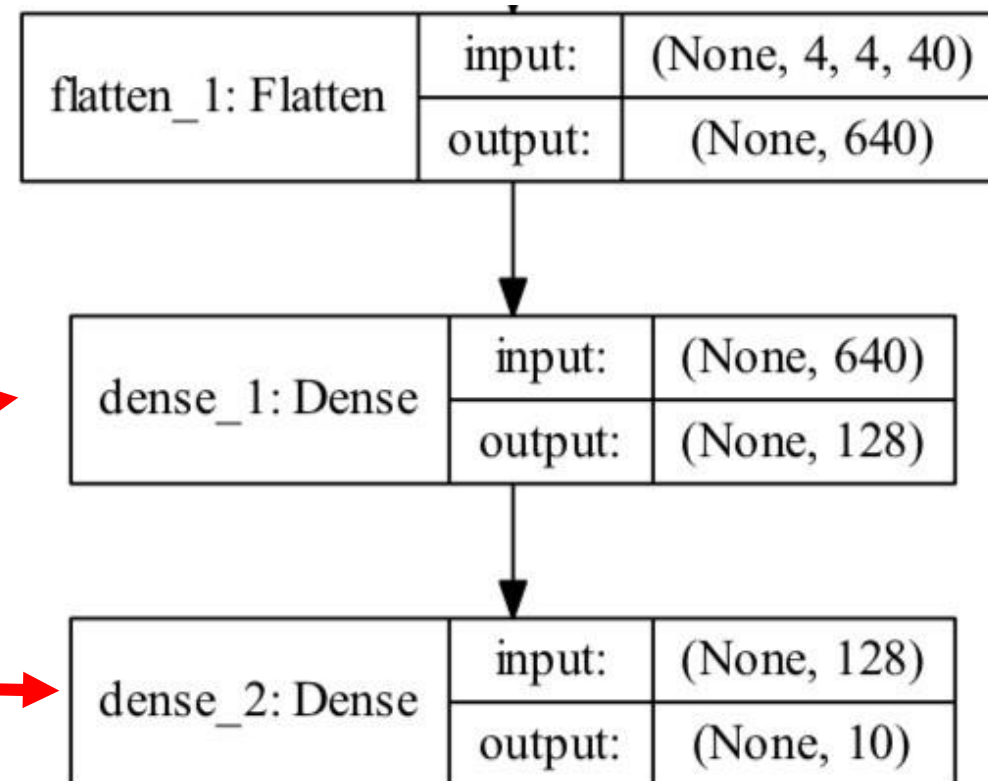 flatten_1: Flatten
input: (None, 4, 4, 40)
output: (None, 640)
dense_1: Dense
input: (None, 640)
output: (None, 128)
dense_2: Dense
input: (None, 128)
output: (None, 10)